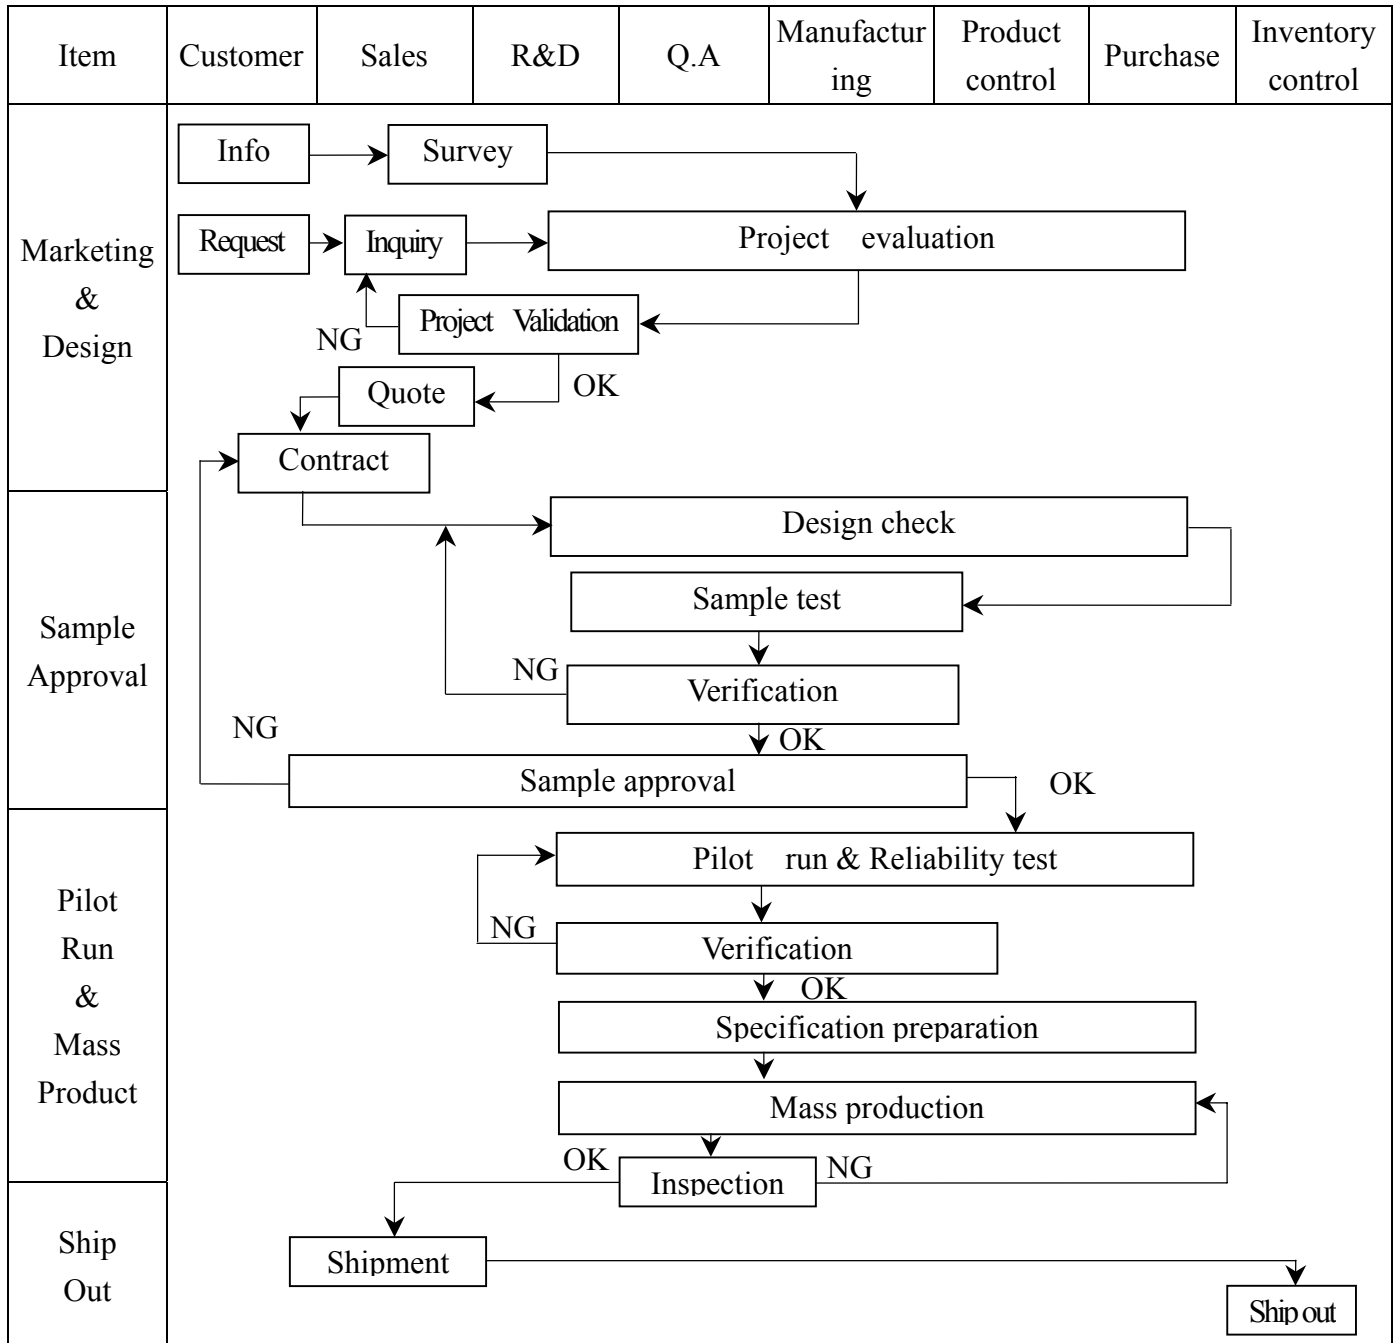 Item
Customer
Sales
R&D
Q.A
Manufactur
ing
Product
control
Purchase
Inventory
control
Marketing
&
Design
Info
Survey
Request
Inquiry
Project evaluation
Project Validation
NG
OK
Quote
Contract
Sample
Approval
Design check
Sample test
NG
Verification
NG
OK
Sample approval
OK
Pilot
Run
&
Mass
Product
Pilot run & Reliability test
NG
Verification
OK
Specification preparation
Mass production
OK
Inspection
NG
Ship
Out
Shipment
Ship out